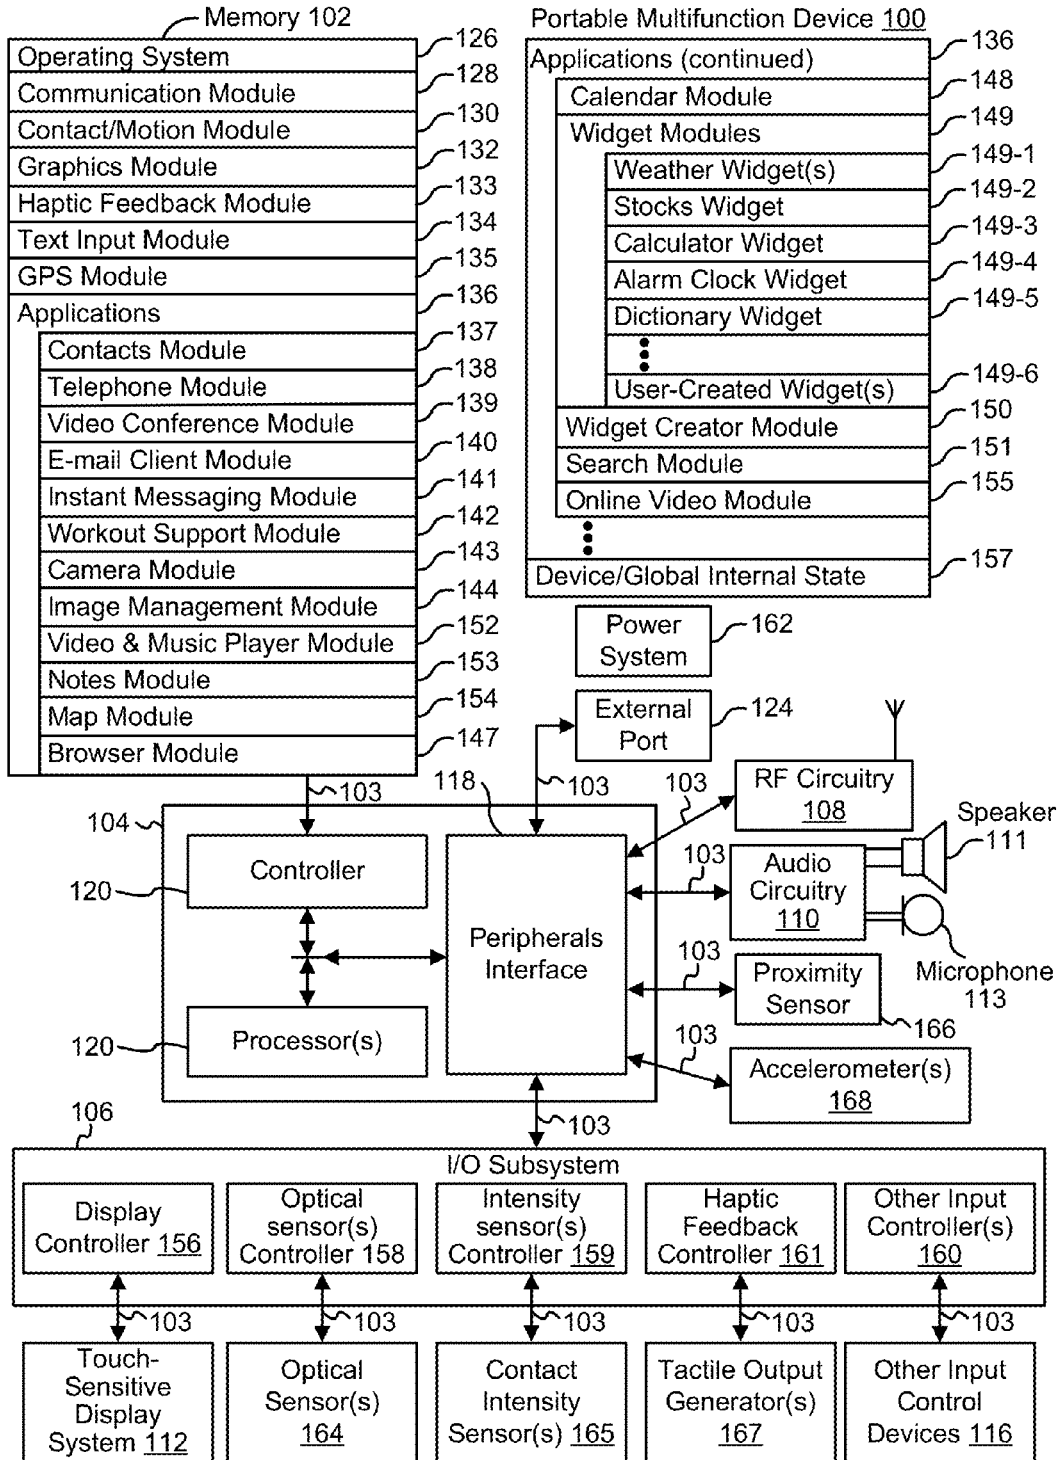 Memory 102
Operating System 126
Communication Module 128
Contact/Motion Module 130
Graphics Module 132
Haptic Feedback Module 133
Text Input Module 134
GPS Module 135
Applications 136
Contacts Module 137
Telephone Module 138
Video Conference Module 139
E-mail Client Module 140
Instant Messaging Module 141
Workout Support Module 142
Camera Module 143
Image Management Module 144
Video & Music Player Module 152
Notes Module 153
Map Module 154
Browser Module 147
Portable Multifunction Device 100
Applications (continued) 136
Calendar Module 148
Widget Modules 149
Weather Widget(s) 149-1
Stocks Widget 149-2
Calculator Widget 149-3
Alarm Clock Widget 149-4
Dictionary Widget 149-5
User-Created Widget(s) 149-6
Widget Creator Module 150
Search Module 151
Online Video Module 155
Device/Global Internal State 157
Power
System
162
External
Port
124
103
103
118
104
Controller
120
Peripherals
Interface
Processor(s)
120
103
RF Circuitry
108
Speaker
111
103
Audio
Circuitry
110
Microphone
113
103
Proximity
Sensor
166
103
Accelerometer(s)
168
103
106
I/O Subsystem
Display
Controller 156
Optical
sensor(s)
Controller 158
Intensity
sensor(s)
Controller 159
Haptic
Feedback
Controller 161
Other Input
Controller(s)
160
103
103
103
103
103
Touch-
Sensitive
Display
System 112
Optical
Sensor(s)
164
Contact
Intensity
Sensor(s) 165
Tactile Output
Generator(s)
167
Other Input
Control
Devices 116